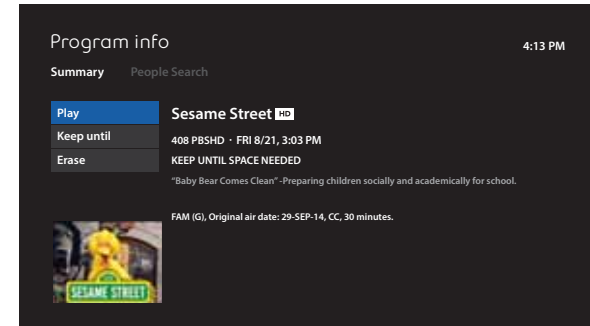 Program info
4:13 PM
Summary People Search
Play
Keep until
Erase
Sesame Street HD
408 PBSHD · FRI 8/21, 3:03 PM
KEEP UNTIL SPACE NEEDED
“Baby Bear Comes Clean” -Preparing children socially and academically for school.
FAM (G), Original air date: 29-SEP-14, CC, 30 minutes.
SESAME STREET